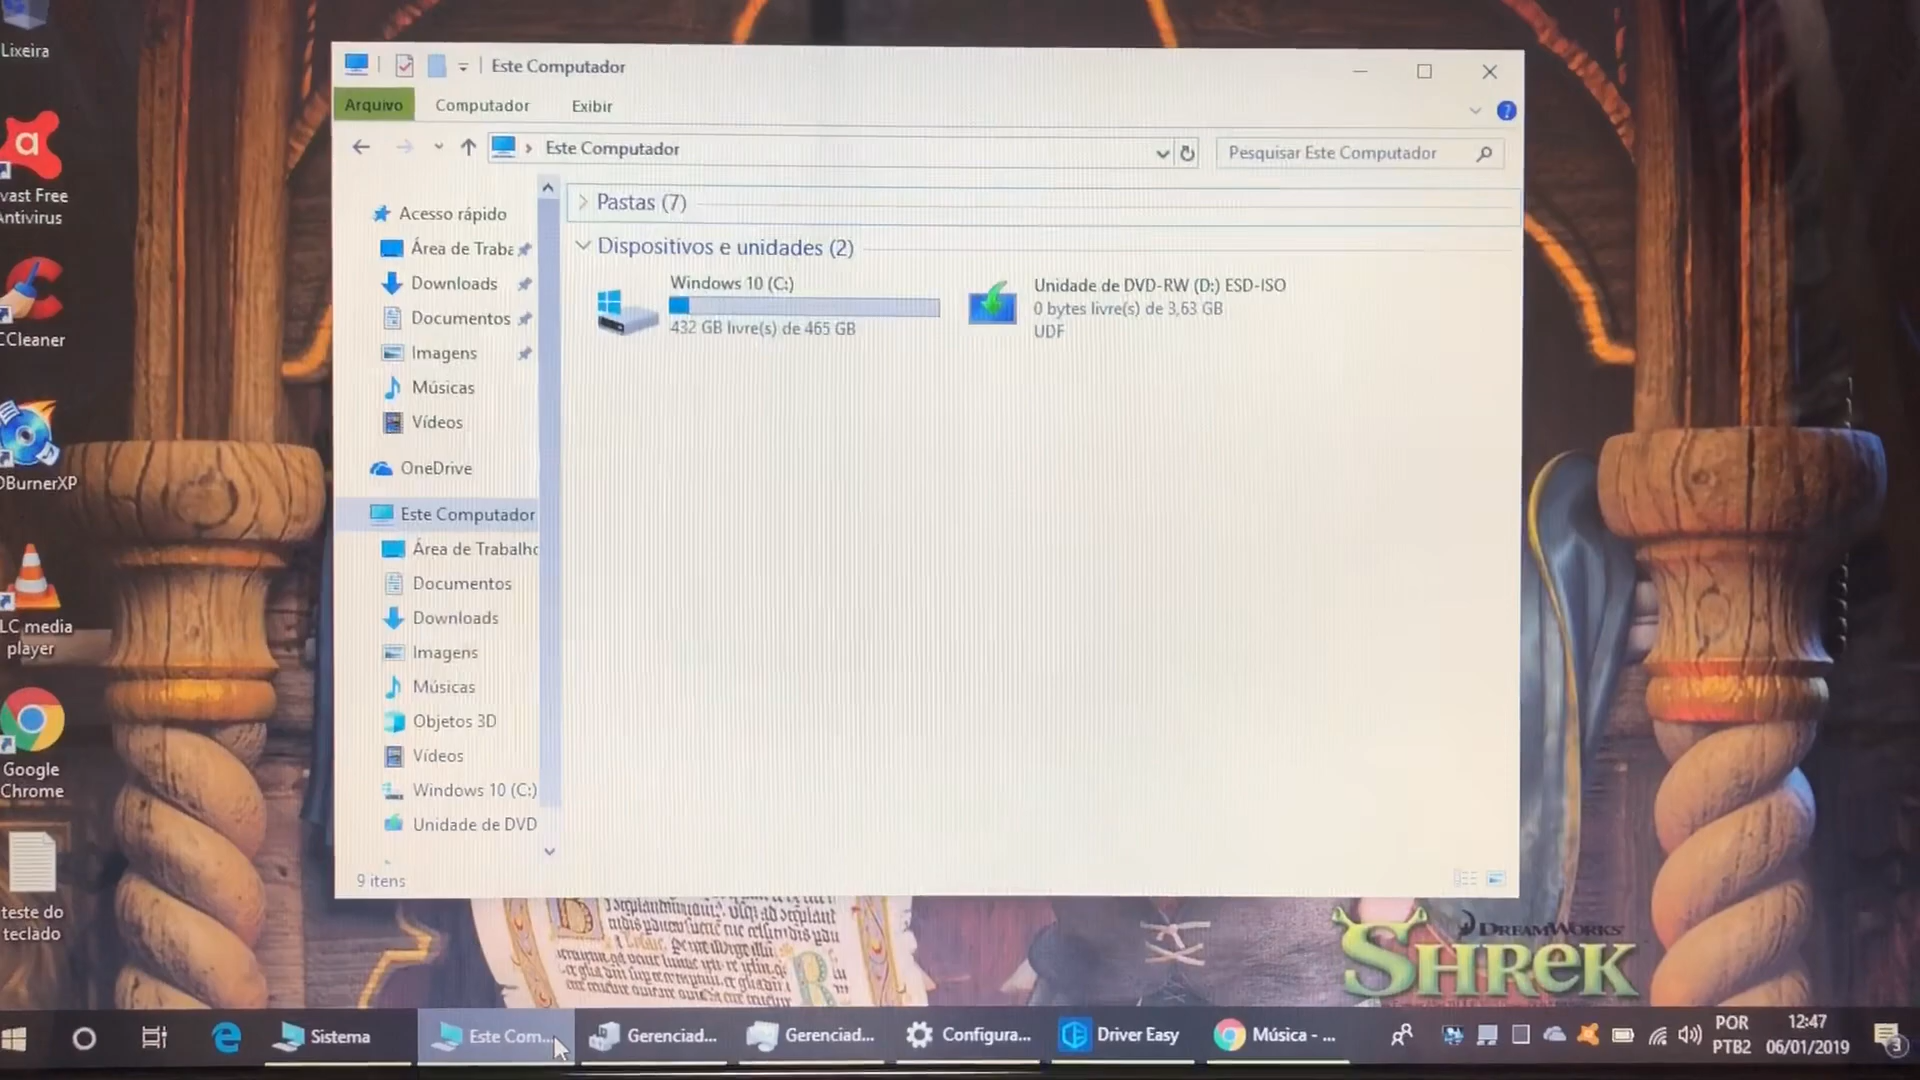 Lixeira
vast Free
Antivirus
CCleaner
DBurnerXP
LC media
player
Google
Chrome
teste do
teclado
Este Computador
Arquivo
Computador
Exibir
?
Este Computador
Pesquisar Este Computador
Acesso rápido
Área de Traba
Downloads
Documentos
Imagens
Músicas
Vídeos
OneDrive
Este Computador
Área de Trabalho
Documentos
Downloads
Imagens
Músicas
Objetos 3D
Vídeos
Windows 10 (C:)
Unidade de DVD
Pastas (7)
Dispositivos e unidades (2)
Windows 10 (C:)
432 GB livre(s) de 465 GB
Unidade de DVD-RW (D:) ESD-ISO
0 bytes livre(s) de 3,63 GB
UDF
9 itens
DREAMWORKS
SHREK
Sistema
Este Com...
Gerenciad...
Gerenciad...
Configura...
Driver Easy
Música - ...
POR
PTB2
12:47
06/01/2019
3